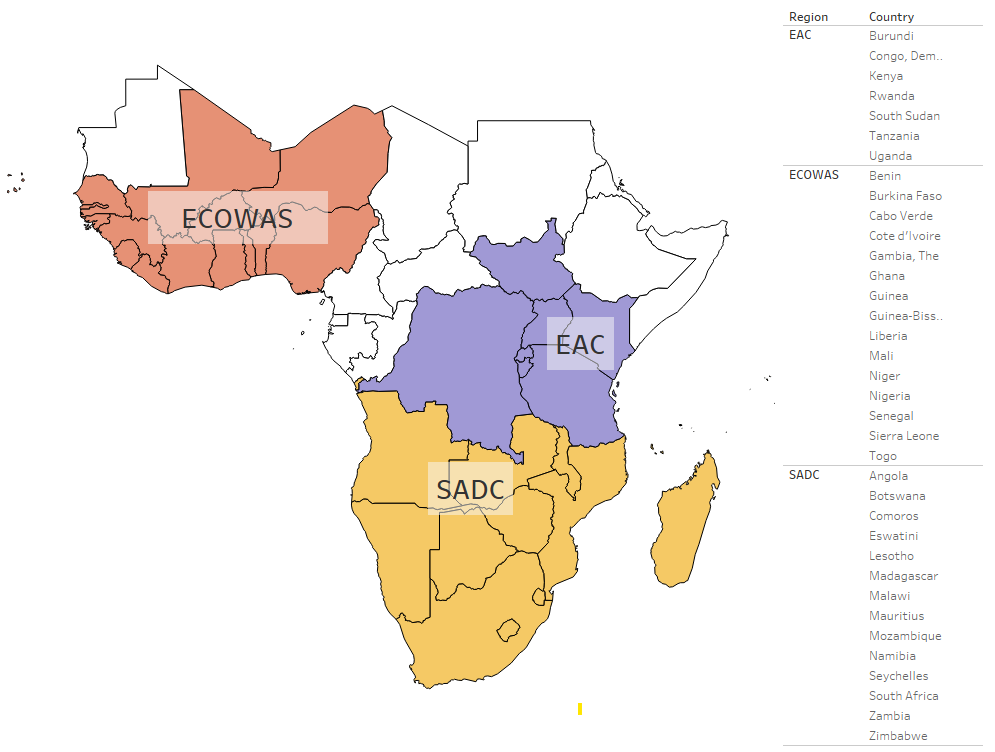 ECOWAS
EAC
SADC
Region Country
EAC Burundi
Congo, Dem..
Kenya
Rwanda
South Sudan
Tanzania
Uganda
ECOWAS Benin
Burkina Faso
Cabo Verde
Cote d'Ivoire
Gambia, The
Ghana
Guinea
Guinea-Biss..
Liberia
Mali
Niger
Nigeria
Senegal
Sierra Leone
Togo
SADC Angola
Botswana
Comoros
Eswatini
Lesotho
Madagascar
Malawi
Mauritius
Mozambique
Namibia
Seychelles
South Africa
Zambia
Zimbabwe